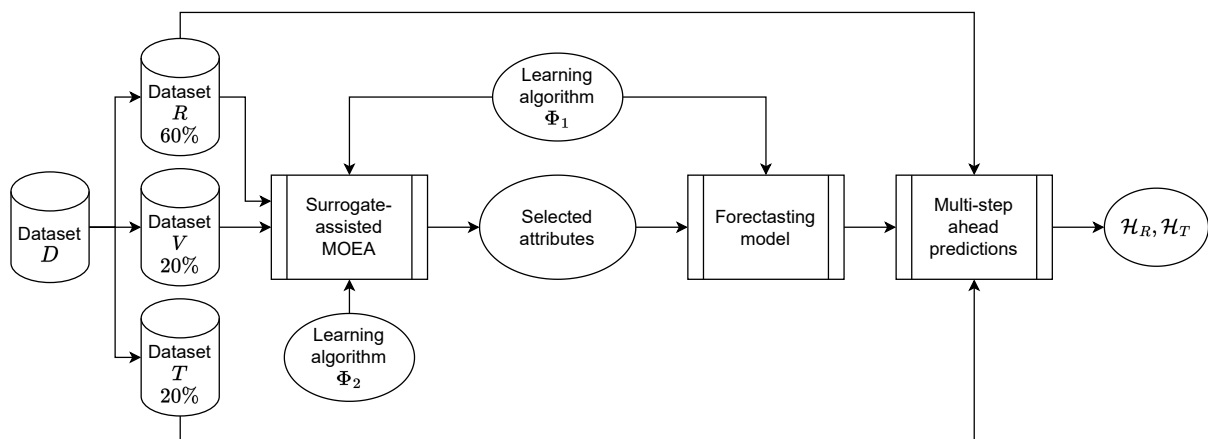 Dataset
D
Dataset
R
60%
Dataset
V
20%
Dataset
T
20%
Surrogate-
assisted
MOEA
Learning
algorithm
Φ₁
Learning
algorithm
Φ₂
Selected
attributes
Forectasting
model
Multi-step
ahead
predictions
ℋ_R, ℋ_T